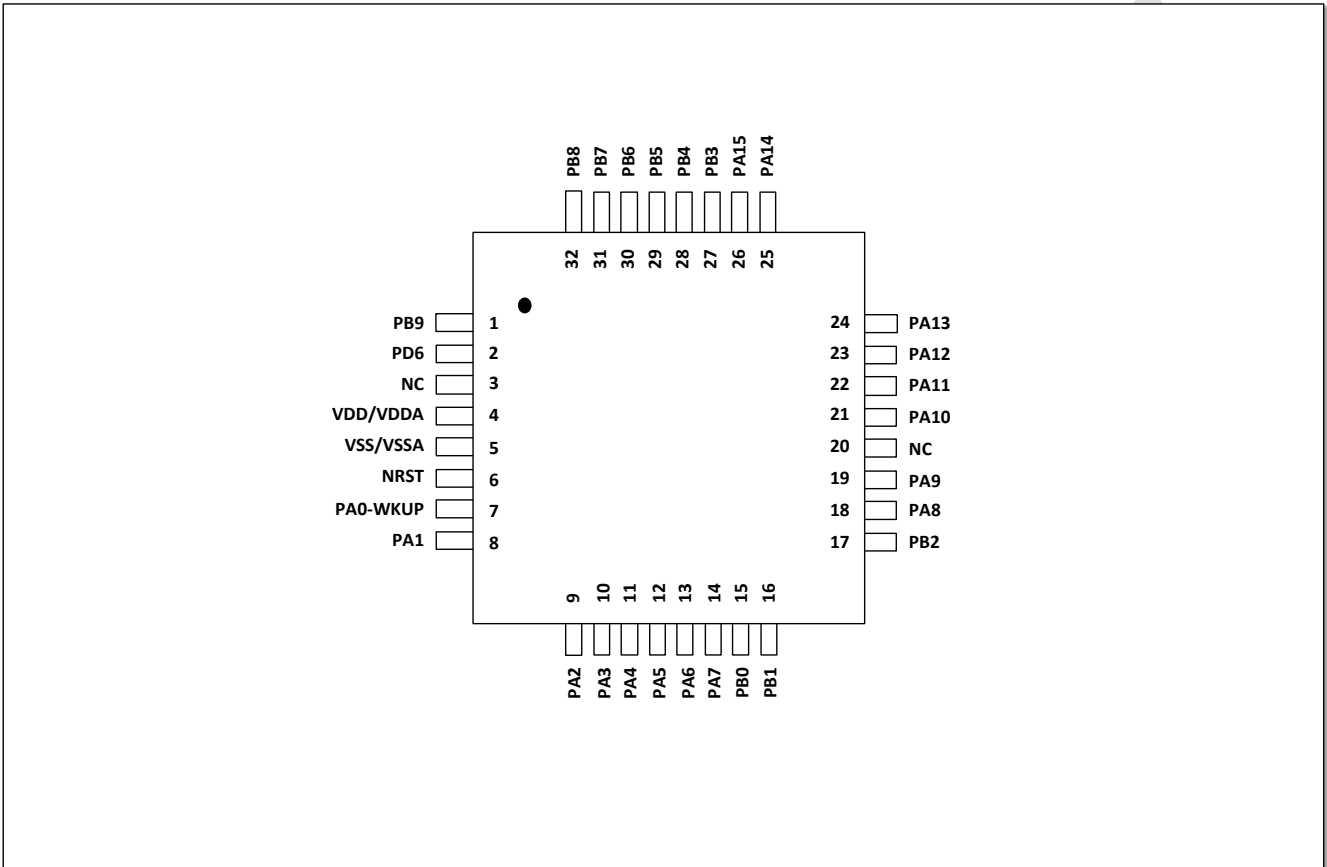 PB8 PB7 PB6 PB5 PB4 PB3 PA15 PA14
32 31 30 29 28 27 26 25
PB9 1 24 PA13
PD6 2 23 PA12
NC 3 22 PA11
VDD/VDDA 4 21 PA10
VSS/VSSA 5 20 NC
NRST 6 19 PA9
PA0-WKUP 7 18 PA8
PA1 8 17 PB2
9 10 11 12 13 14 15 16
PA2 PA3 PA4 PA5 PA6 PA7 PB0 PB1